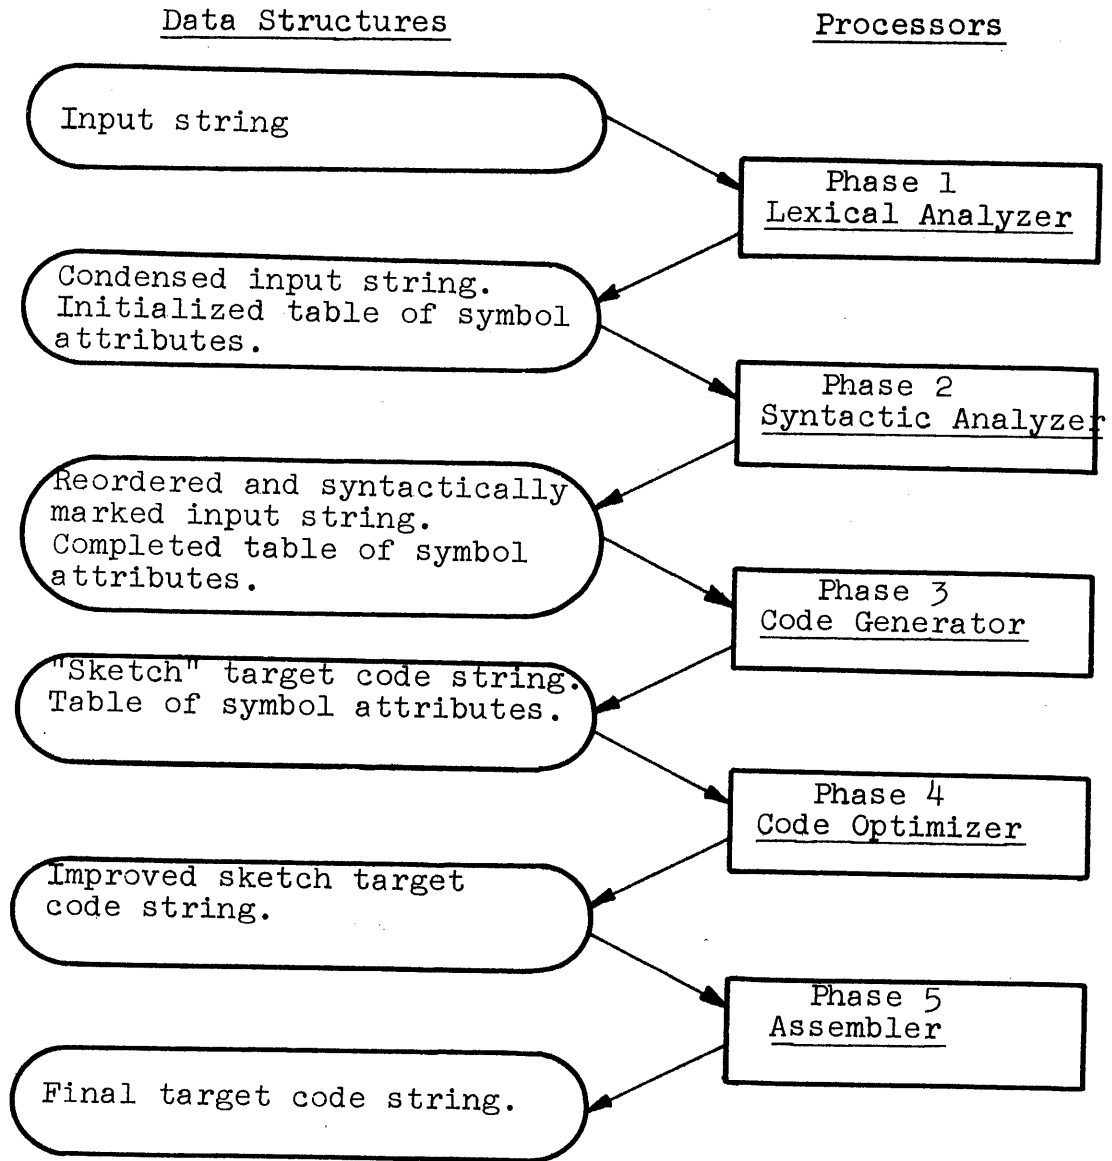 Data Structures
Processors
Input string
Phase 1
Lexical Analyzer
Condensed input string.
Initialized table of symbol
attributes.
Phase 2
Syntactic Analyzer
Reordered and syntactically
marked input string.
Completed table of symbol
attributes.
Phase 3
Code Generator
"Sketch" target code string.
Table of symbol attributes.
Phase 4
Code Optimizer
Improved sketch target
code string.
Phase 5
Assembler
Final target code string.